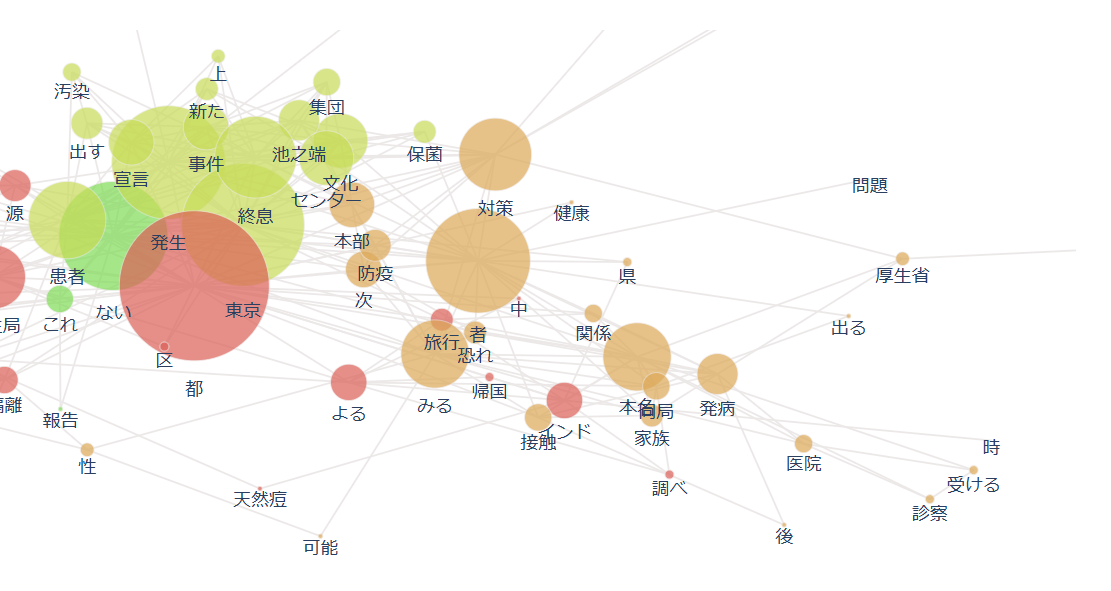 上
汚染
新た
集団
出す
事件
池之端
保菌
宣言
文化
問題
センター
源
終息
対策
健康
発生
本部
患者
防疫
県
厚生省
次
東京
ない
中
これ
局
出る
関係
旅行
者
恐れ
区
都
帰国
隔離
みる
よる
発病
報告
インド
家族
接触
時
性
医院
調べ
受ける
天然痘
診察
後
可能